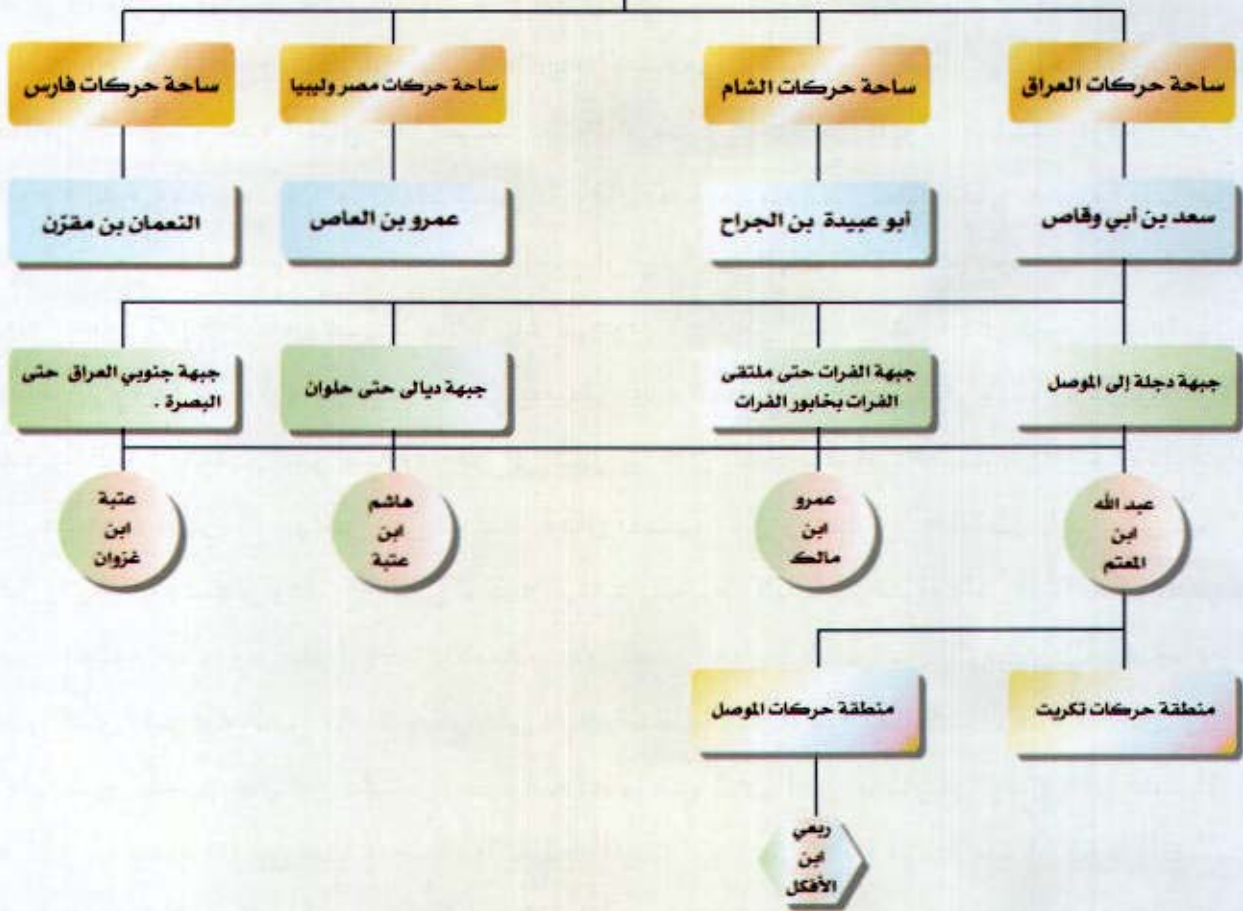 ساحة حركات العراق
ساحة حركات الشام
ساحة حركات مصر وليبيا
ساحة حركات فارس
سعد بن أبي وقاص
أبو عبيدة بن الجراح
عمرو بن العاص
النعمان بن مقرّن
جبهة دجلة إلى الموصل
جبهة الفرات حتى ملتقى
الفرات بخابور الفرات
جبهة ديالى حتى حلوان
جبهة جنوبي العراق حتى
البصرة .
عبد الله
ابن
المعتم
عمرو
ابن
مالك
هاشم
ابن
عتبة
عتبة
ابن
غزوان
منطقة حركات تكريت
منطقة حركات الموصل
ربعي
ابن
الأفكل